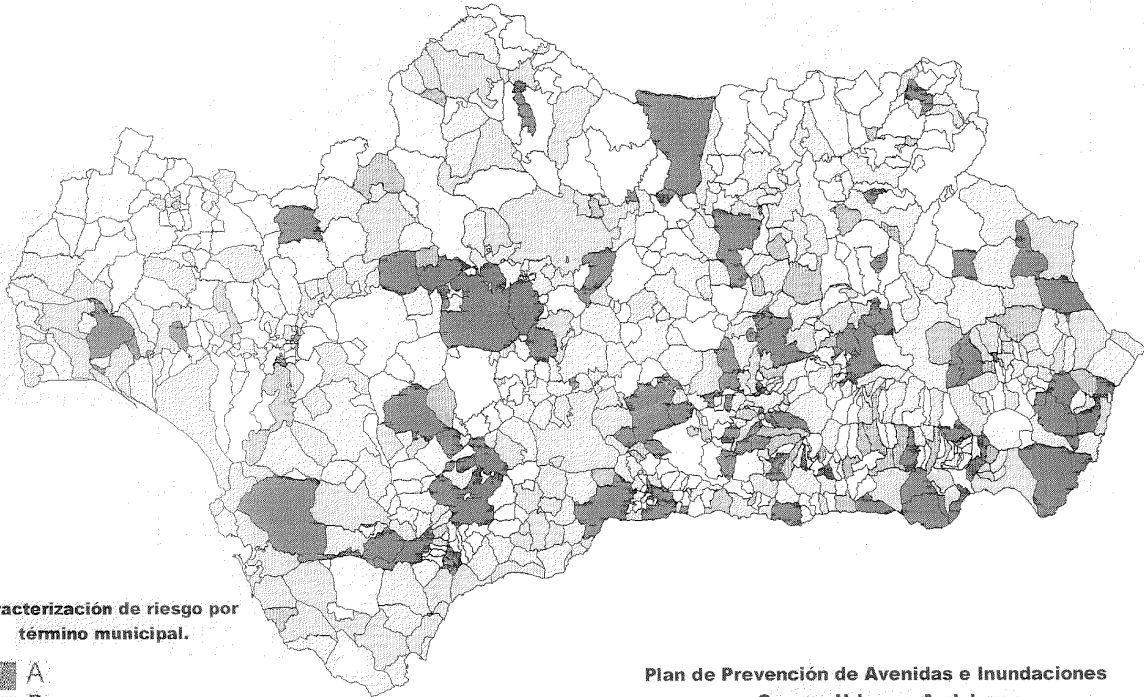 racterización de riesgo por
término municipal.
A
Plan de Prevención de Avenidas e Inundaciones